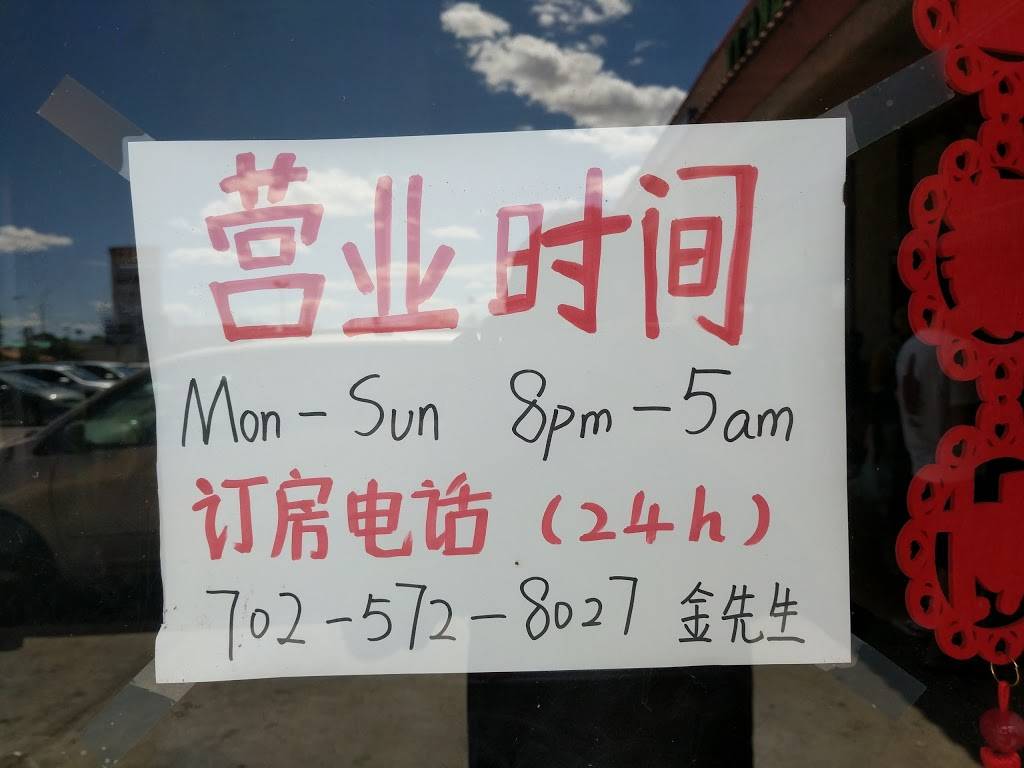 营业时间
Mon - Sun 8pm - 5am
订房电话 (24h)
702-572-8027 金先生